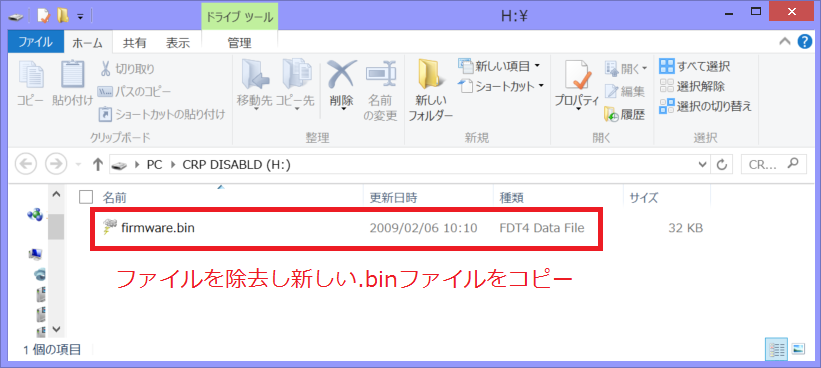 ドライブ ツール
H:¥
ファイル
ホーム
共有
表示
管理
コピー
貼り付け
切り取り
パスのコピー
ショートカットの貼り付け
クリップボード
移動先
コピー先
削除
名前
の変更
整理
新しい
フォルダー
新しい項目
ショートカット
新規
プロパティ
開く
編集
履歴
開く
すべて選択
選択解除
選択の切り替え
選択
PC
CRP DISABLD (H:)
CR...
名前
更新日時
種類
サイズ
firmware.bin
2009/02/06 10:10
FDT4 Data File
32 KB
ファイルを除去し新しい.binファイルをコピー
1 個の項目